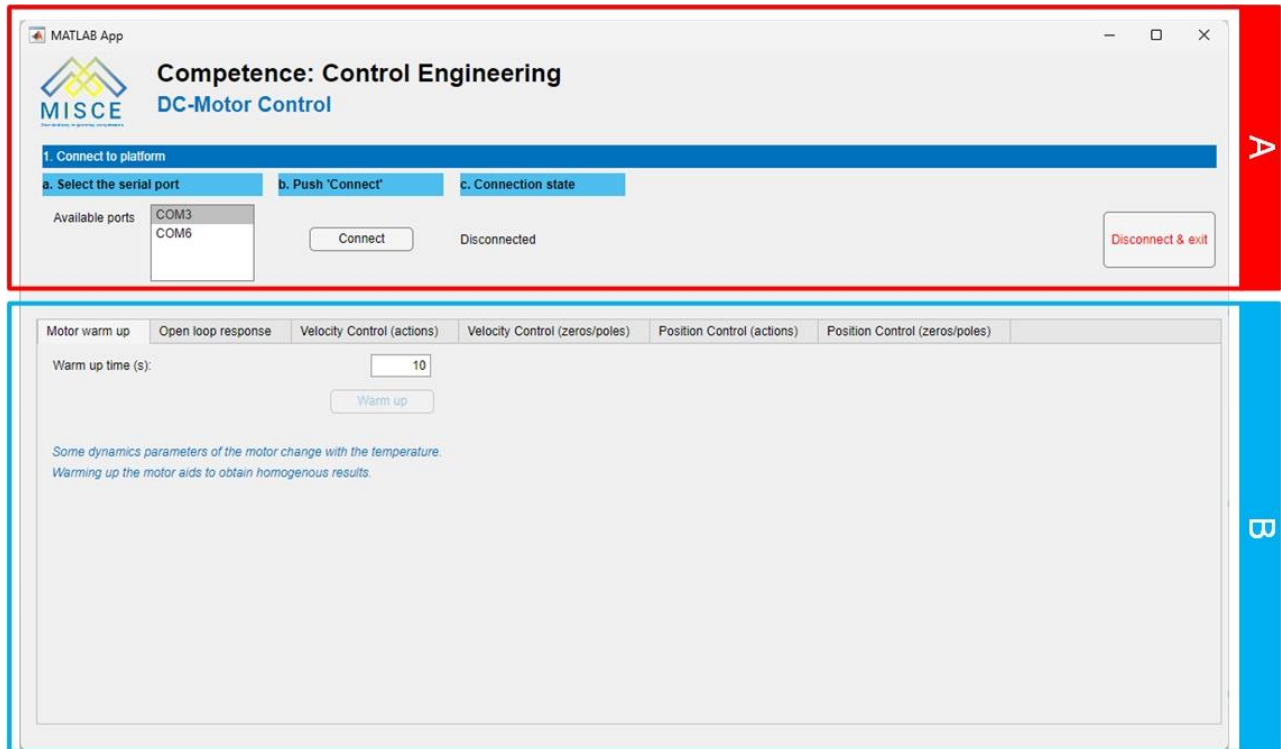 MATLAB App
MISCE
Competence: Control Engineering
DC-Motor Control
1. Connect to platform
a. Select the serial port
b. Push 'Connect'
c. Connection state
Available ports
COM3
COM6
Connect
Disconnected
Disconnect & exit
A
Motor warm up
Open loop response
Velocity Control (actions)
Velocity Control (zeros/poles)
Position Control (actions)
Position Control (zeros/poles)
Warm up time (s):
10
Warm up
Some dynamics parameters of the motor change with the temperature.
Warming up the motor aids to obtain homogenous results.
B